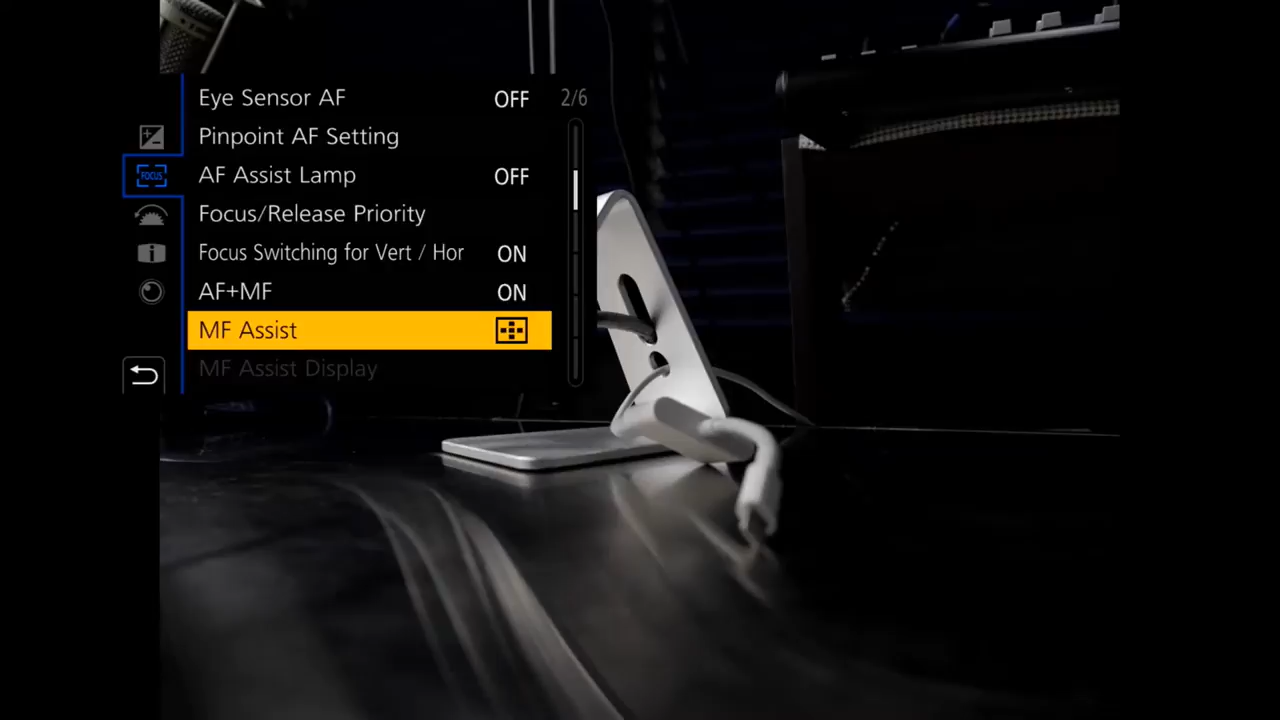 Eye Sensor AF OFF 2/6
Pinpoint AF Setting
AF Assist Lamp OFF
FOCUS
Focus/Release Priority
Focus Switching for Vert / Hor ON
AF+MF ON
MF Assist
MF Assist Display